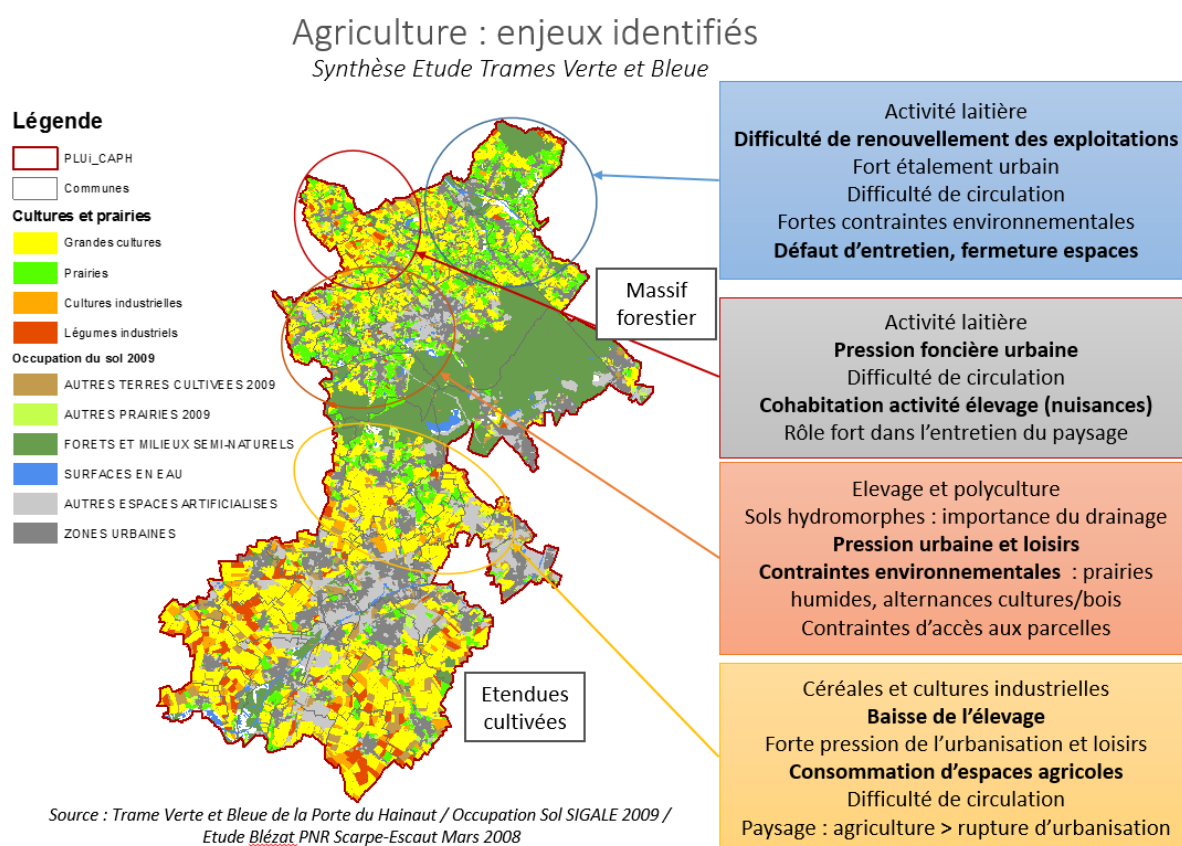 Agriculture : enjeux identifiés
Synthèse Etude Trames Verte et Bleue
Légende
PLUi_CAPH
Communes
Cultures et prairies
Grandes cultures
Prairies
Cultures industrielles
Légumes industriels
Occupation du sol 2009
AUTRES TERRES CULTIVEES 2009
AUTRES PRAIRIES 2009
FORETS ET MILIEUX SEMI-NATURELS
SURFACES EN EAU
AUTRES ESPACES ARTIFICIALISES
ZONES URBAINES
Massif
forestier
Etendues
cultivées
Activité laitière
Difficulté de renouvellement des exploitations
Fort étalement urbain
Difficulté de circulation
Fortes contraintes environnementales
Défaut d'entretien, fermeture espaces
Activité laitière
Pression foncière urbaine
Difficulté de circulation
Cohabitation activité élevage (nuisances)
Rôle fort dans l'entretien du paysage
Elevage et polyculture
Sols hydromorphes : importance du drainage
Pression urbaine et loisirs
Contraintes environnementales : prairies
humides, alternances cultures/bois
Contraintes d'accès aux parcelles
Céréales et cultures industrielles
Baisse de l'élevage
Forte pression de l'urbanisation et loisirs
Consommation d'espaces agricoles
Difficulté de circulation
Paysage : agriculture > rupture d'urbanisation
Source : Trame Verte et Bleue de la Porte du Hainaut / Occupation Sol SIGALE 2009 /
Etude Blézat PNR Scarpe-Escaut Mars 2008